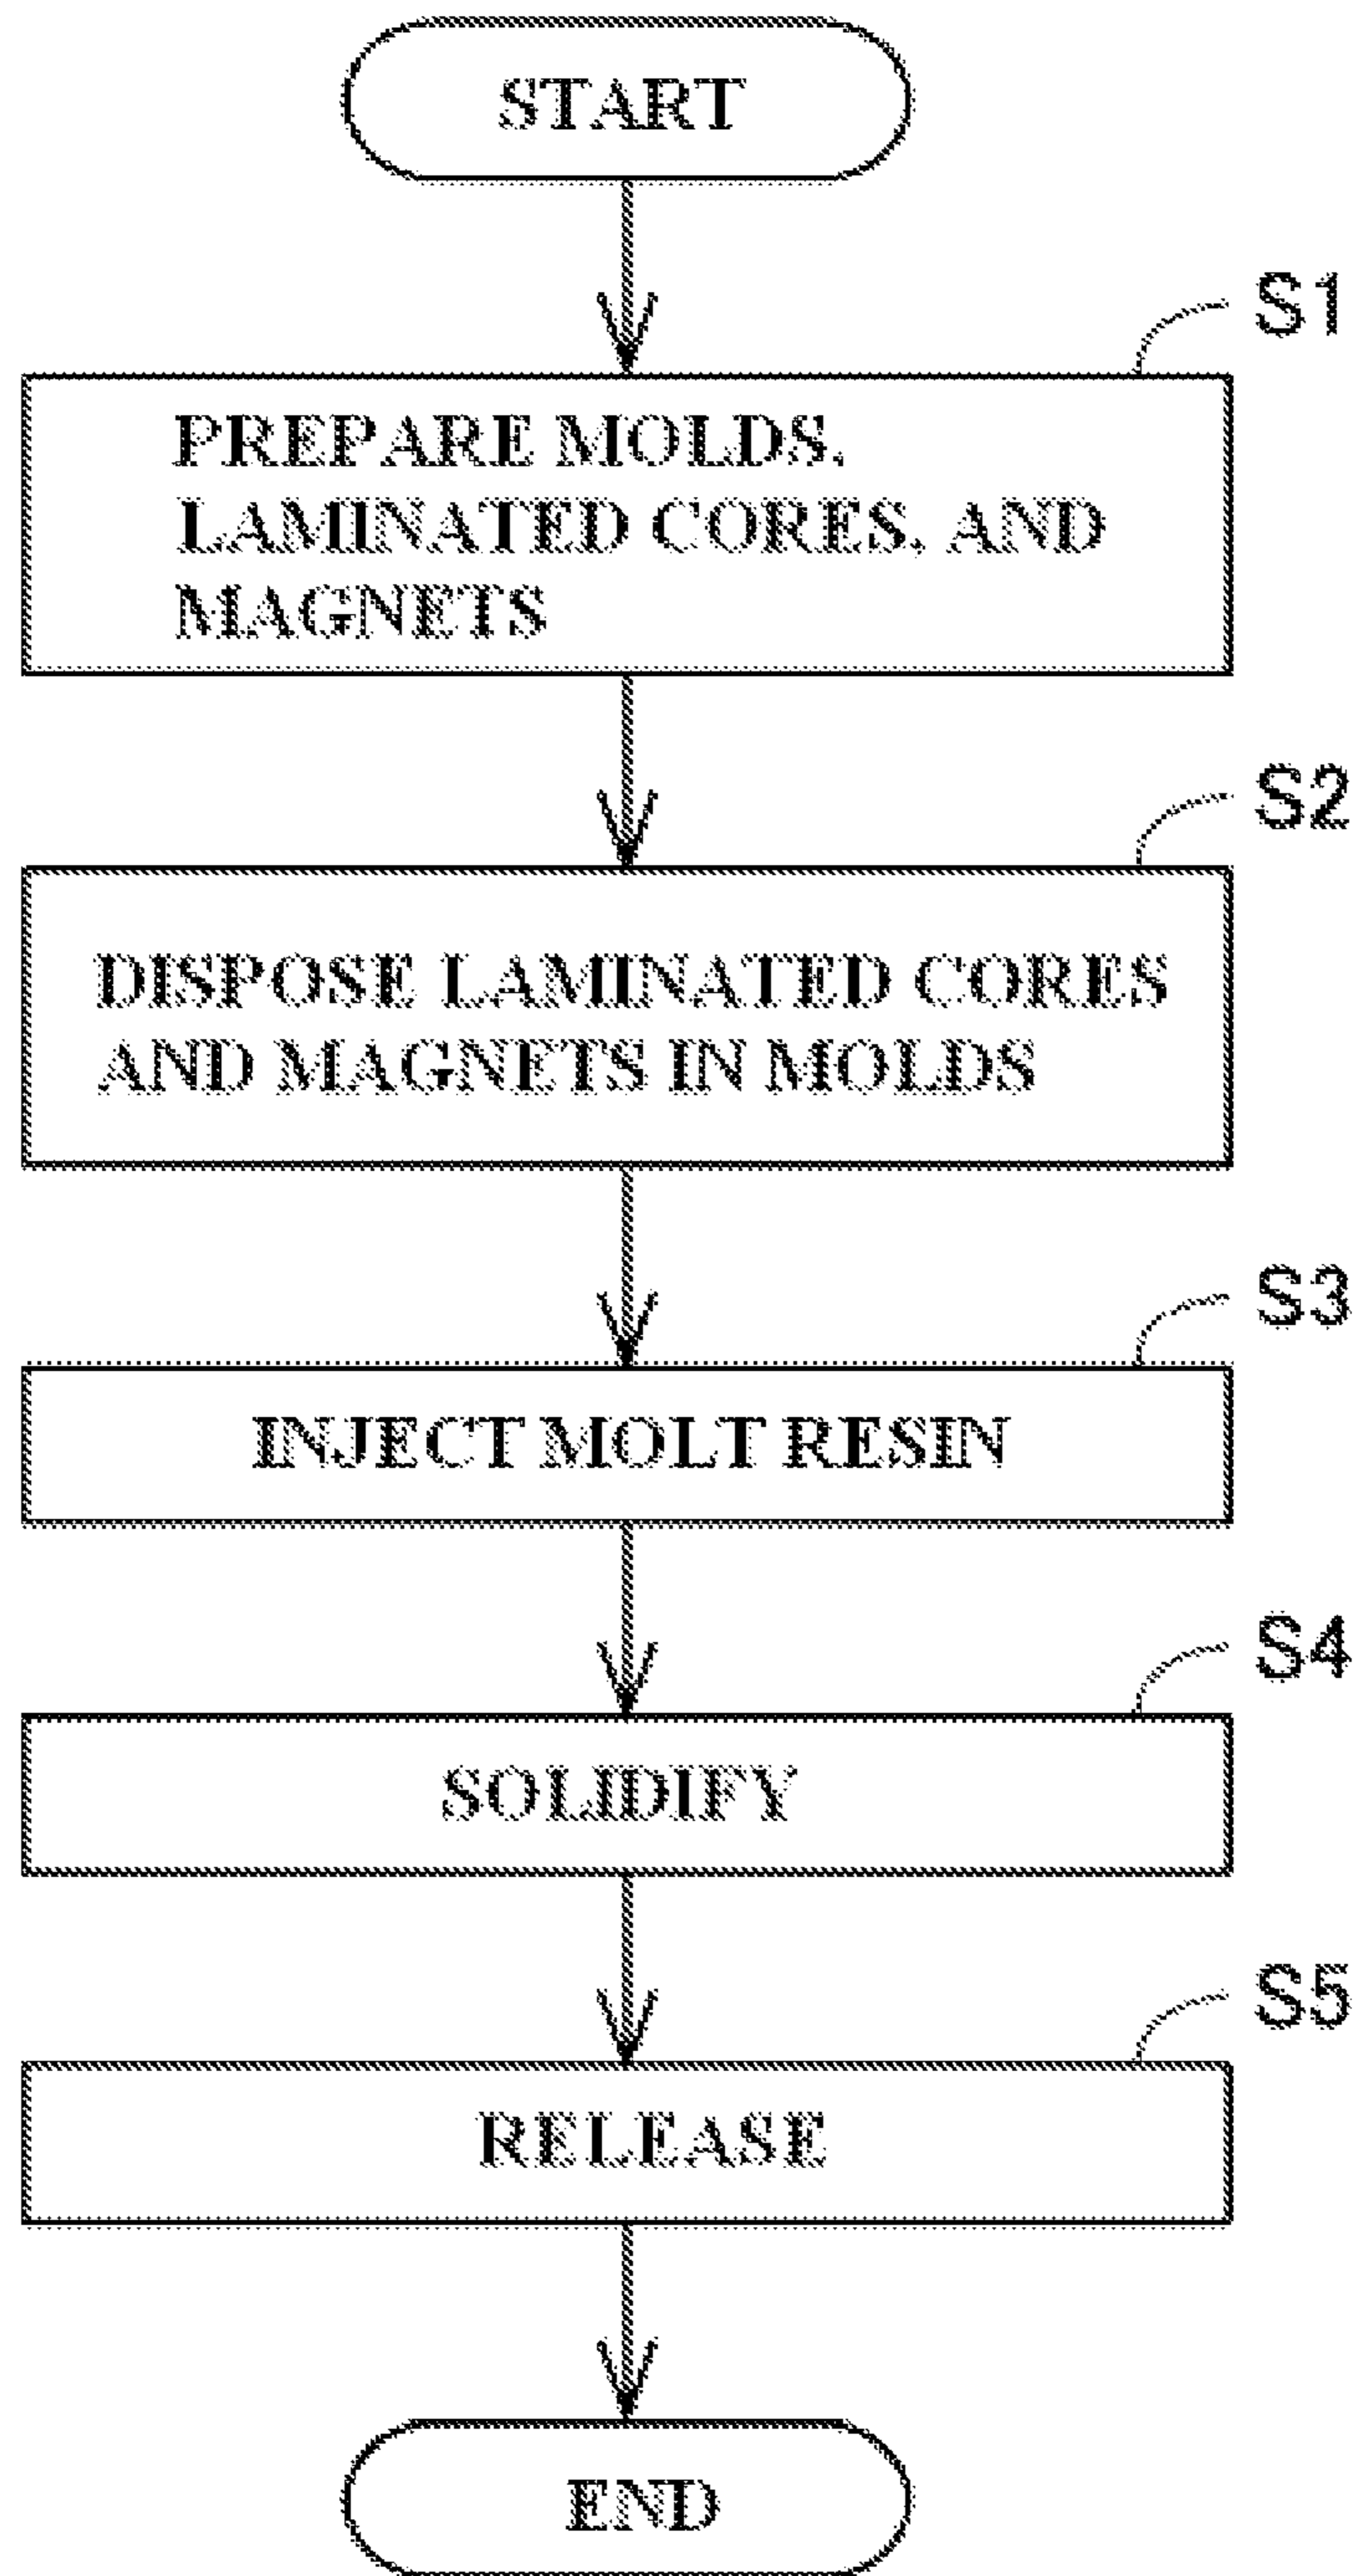 START
S1
PREPARE MOLDS,
LAMINATED CORES, AND
MAGNETS
S2
DISPOSE LAMINATED CORES
AND MAGNETS IN MOLDS
S3
INJECT MOLT RESIN
S4
SOLIDIFY
S5
RELEASE
END